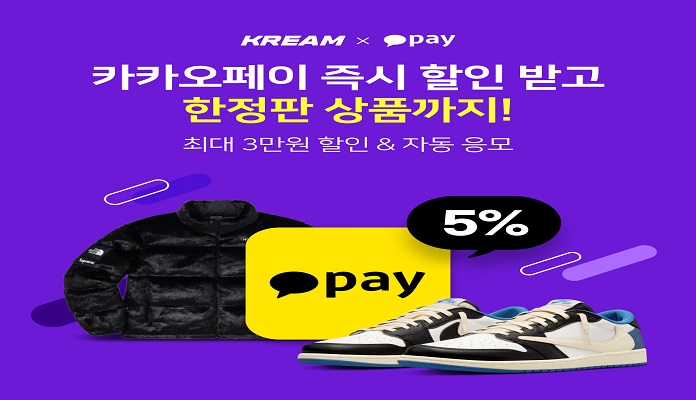 KREAM × pay
카카오페이 즉시 할인 받고
한정판 상품까지!
최대 3만원 할인 & 자동 응모
5%
pay